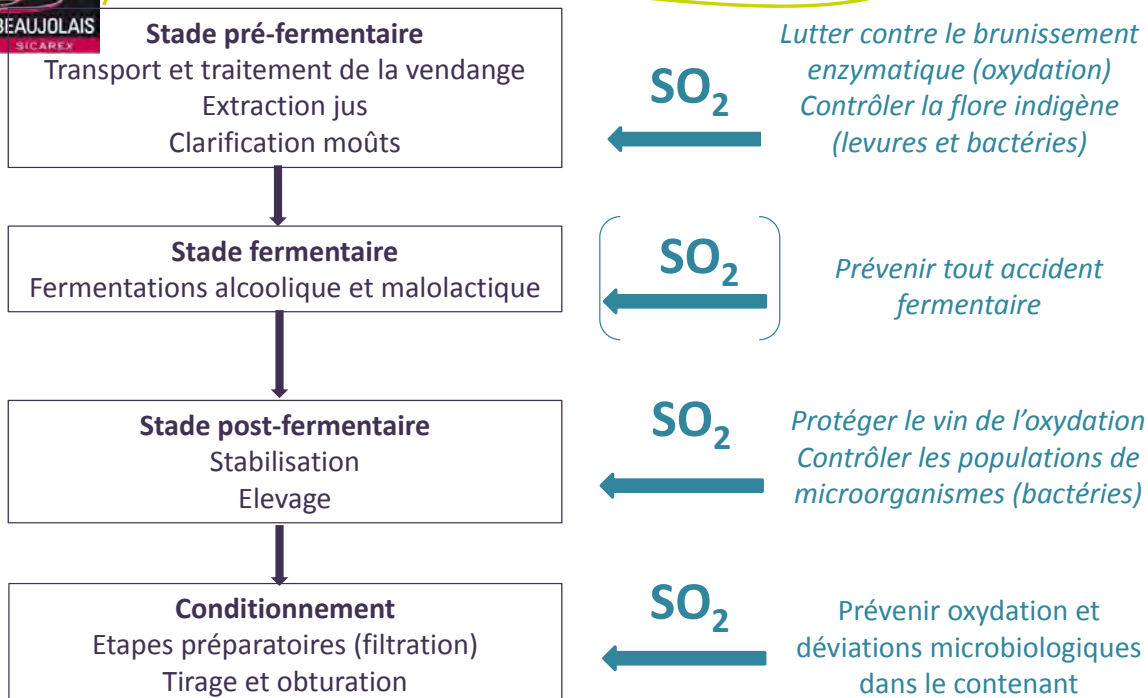 BEAUJOLAIS
SICAREX
Stade pré-fermentaire
Transport et traitement de la vendange
Extraction jus
Clarification moûts
SO₂
Lutter contre le brunissement
enzymatique (oxydation)
Contrôler la flore indigène
(levures et bactéries)
Stade fermentaire
Fermentations alcoolique et malolactique
SO₂
Prévenir tout accident
fermentaire
Stade post-fermentaire
Stabilisation
Elevage
SO₂
Protéger le vin de l’oxydation
Contrôler les populations de
microorganismes (bactéries)
Conditionnement
Etapes préparatoires (filtration)
Tirage et obturation
SO₂
Prévenir oxydation et
déviations microbiologiques
dans le contenant